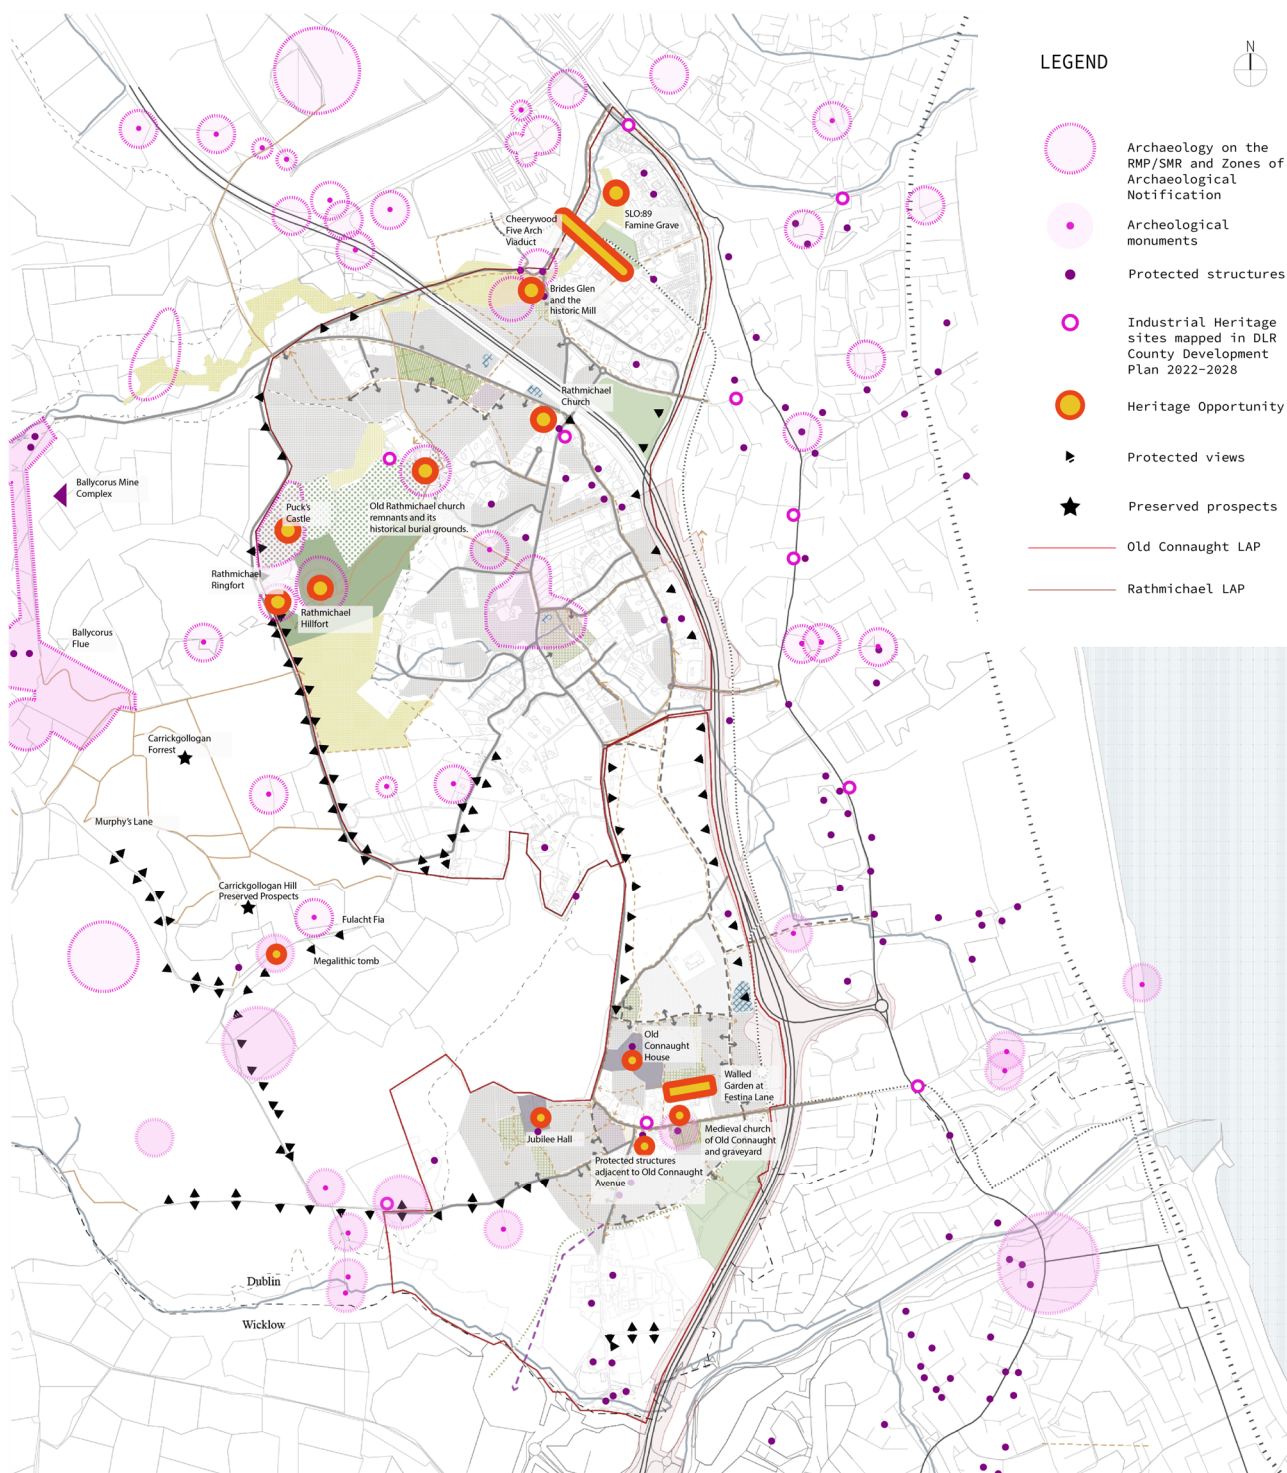 LEGEND
N
Archaeology on the
RMP/SMR and Zones of
Archaeological
Notification
Archeological
monuments
Protected structures
Industrial Heritage
sites mapped in DLR
County Development
Plan 2022-2028
Heritage Opportunity
Protected views
Preserved prospects
Old Connaught LAP
Rathmichael LAP
SLO:89
Famine Grave
Cheerywood
Five Arch
Viaduct
Brides Glen
and the
historic Mill
Rathmichael
Church
Ballycorus Mine
Complex
Puck's
Castle
Old Rathmichael church
remnants and its
historical burial grounds.
Rathmichael
Ringfort
Rathmichael
Hillfort
Ballycorus
Flue
Carrickgollogan
Forrest
Murphy's Lane
Carrickgollogan Hill
Preserved Prospects
Fulacht Fia
Megalithic tomb
Old
Connaught
House
Walled
Garden at
Festina Lane
Jubilee Hall
Medieval church
of Old Connaught
and graveyard
Protected structures
adjacent to Old Connaught
Avenue
Dublin
Wicklow